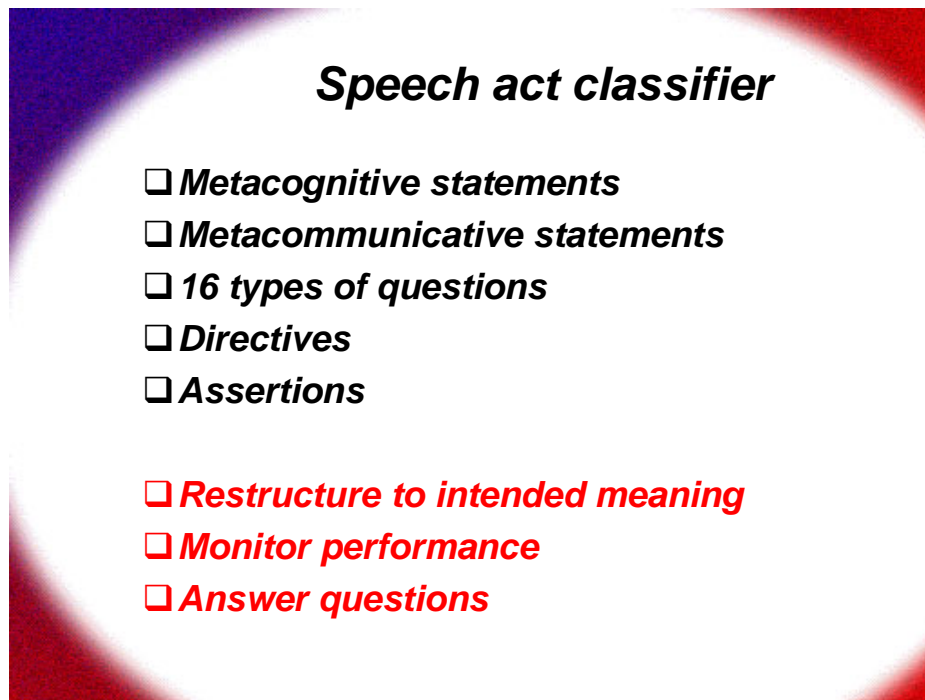 Speech act classifier
❑ Metacognitive statements
❑ Metacommunicative statements
❑ 16 types of questions
❑ Directives
❑ Assertions
❑ Restructure to intended meaning
❑ Monitor performance
❑ Answer questions